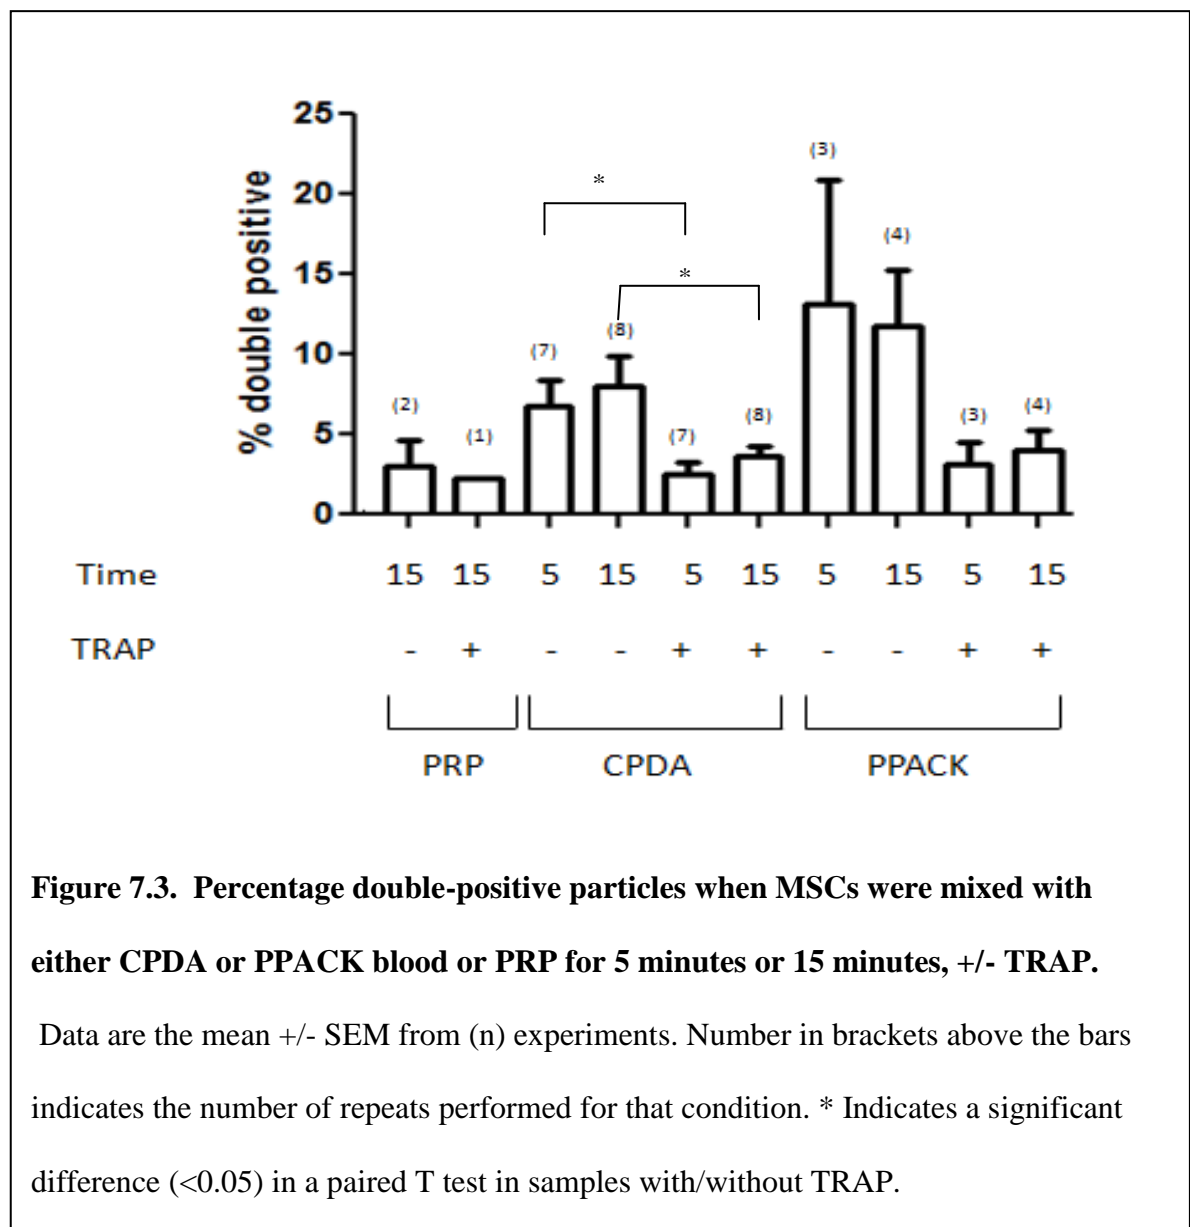 25
20
15
10
5
0
% double positive
(2)
(1)
(7)
(8)
(7)
(8)
(3)
(4)
(3)
(4)
*
*
Time 15 15 5 15 5 15 5 15 5 15
TRAP - + - - + + - - + +
PRP CPDA PPACK
Figure 7.3. Percentage double-positive particles when MSCs were mixed with
either CPDA or PPACK blood or PRP for 5 minutes or 15 minutes, +/- TRAP.
Data are the mean +/- SEM from (n) experiments. Number in brackets above the bars
indicates the number of repeats performed for that condition. * Indicates a significant
difference (<0.05) in a paired T test in samples with/without TRAP.